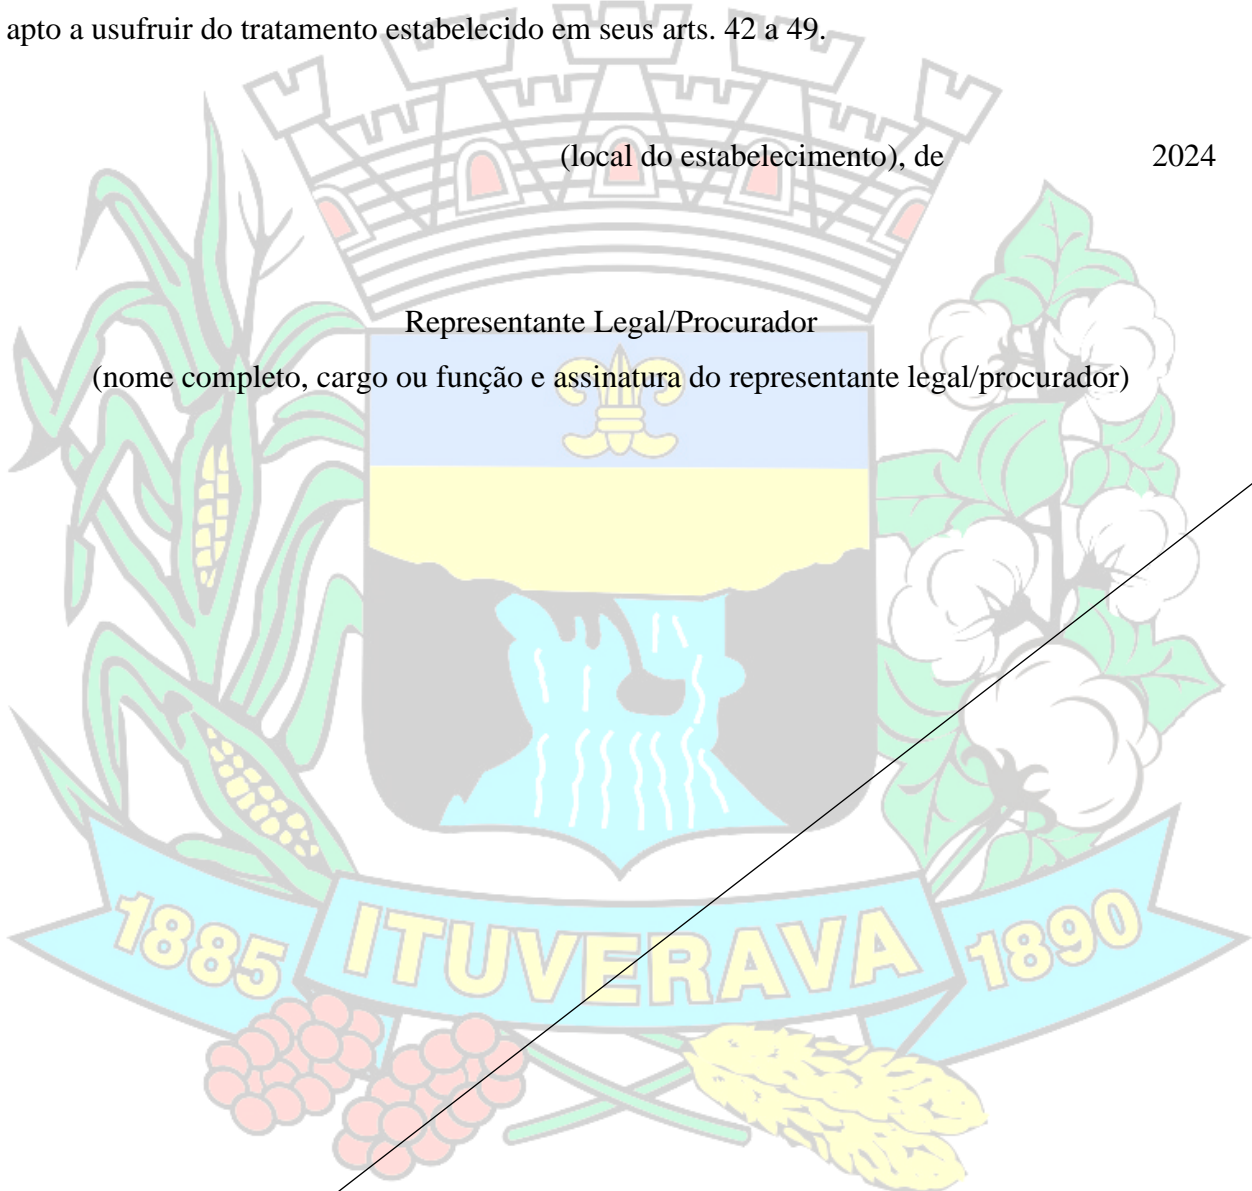 apto a usufruir do tratamento estabelecido em seus arts. 42 a 49.
(local do estabelecimento), de 2024
Representante Legal/Procurador
(nome completo, cargo ou função e assinatura do representante legal/procurador)
1885 ITUVERAVA 1890